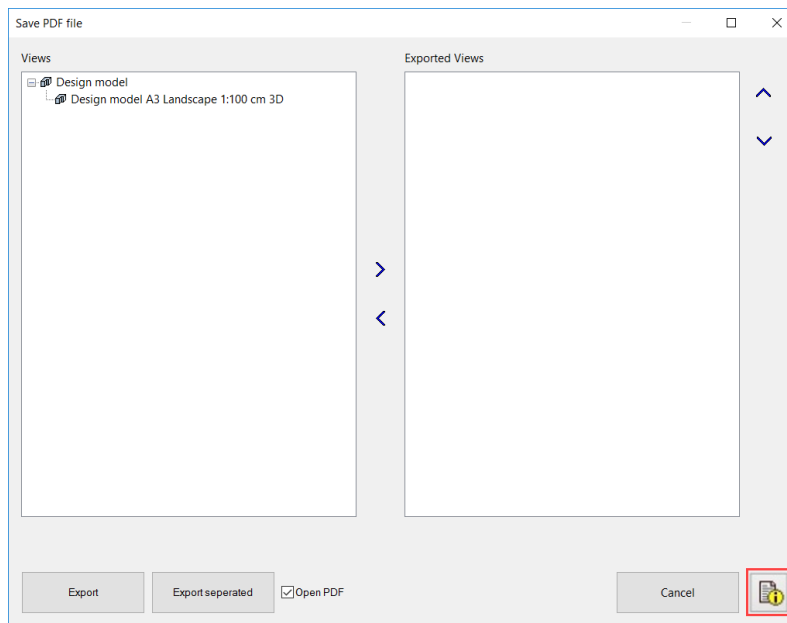 Save PDF file
Views
Exported Views
Design model
Design model A3 Landscape 1:100 cm 3D
Export
Export seperated
Open PDF
Cancel